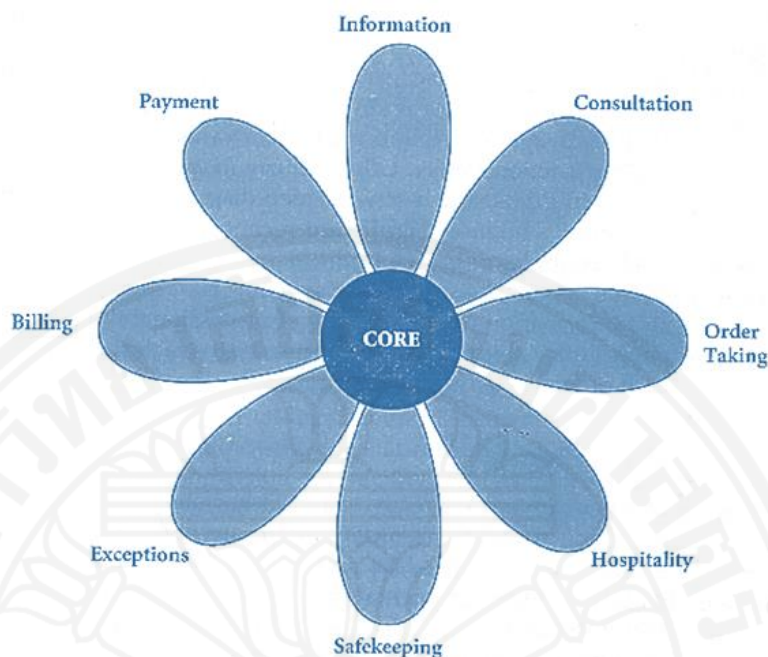 Information
Payment
Consultation
Billing
CORE
Order
Taking
Exceptions
Hospitality
Safekeeping